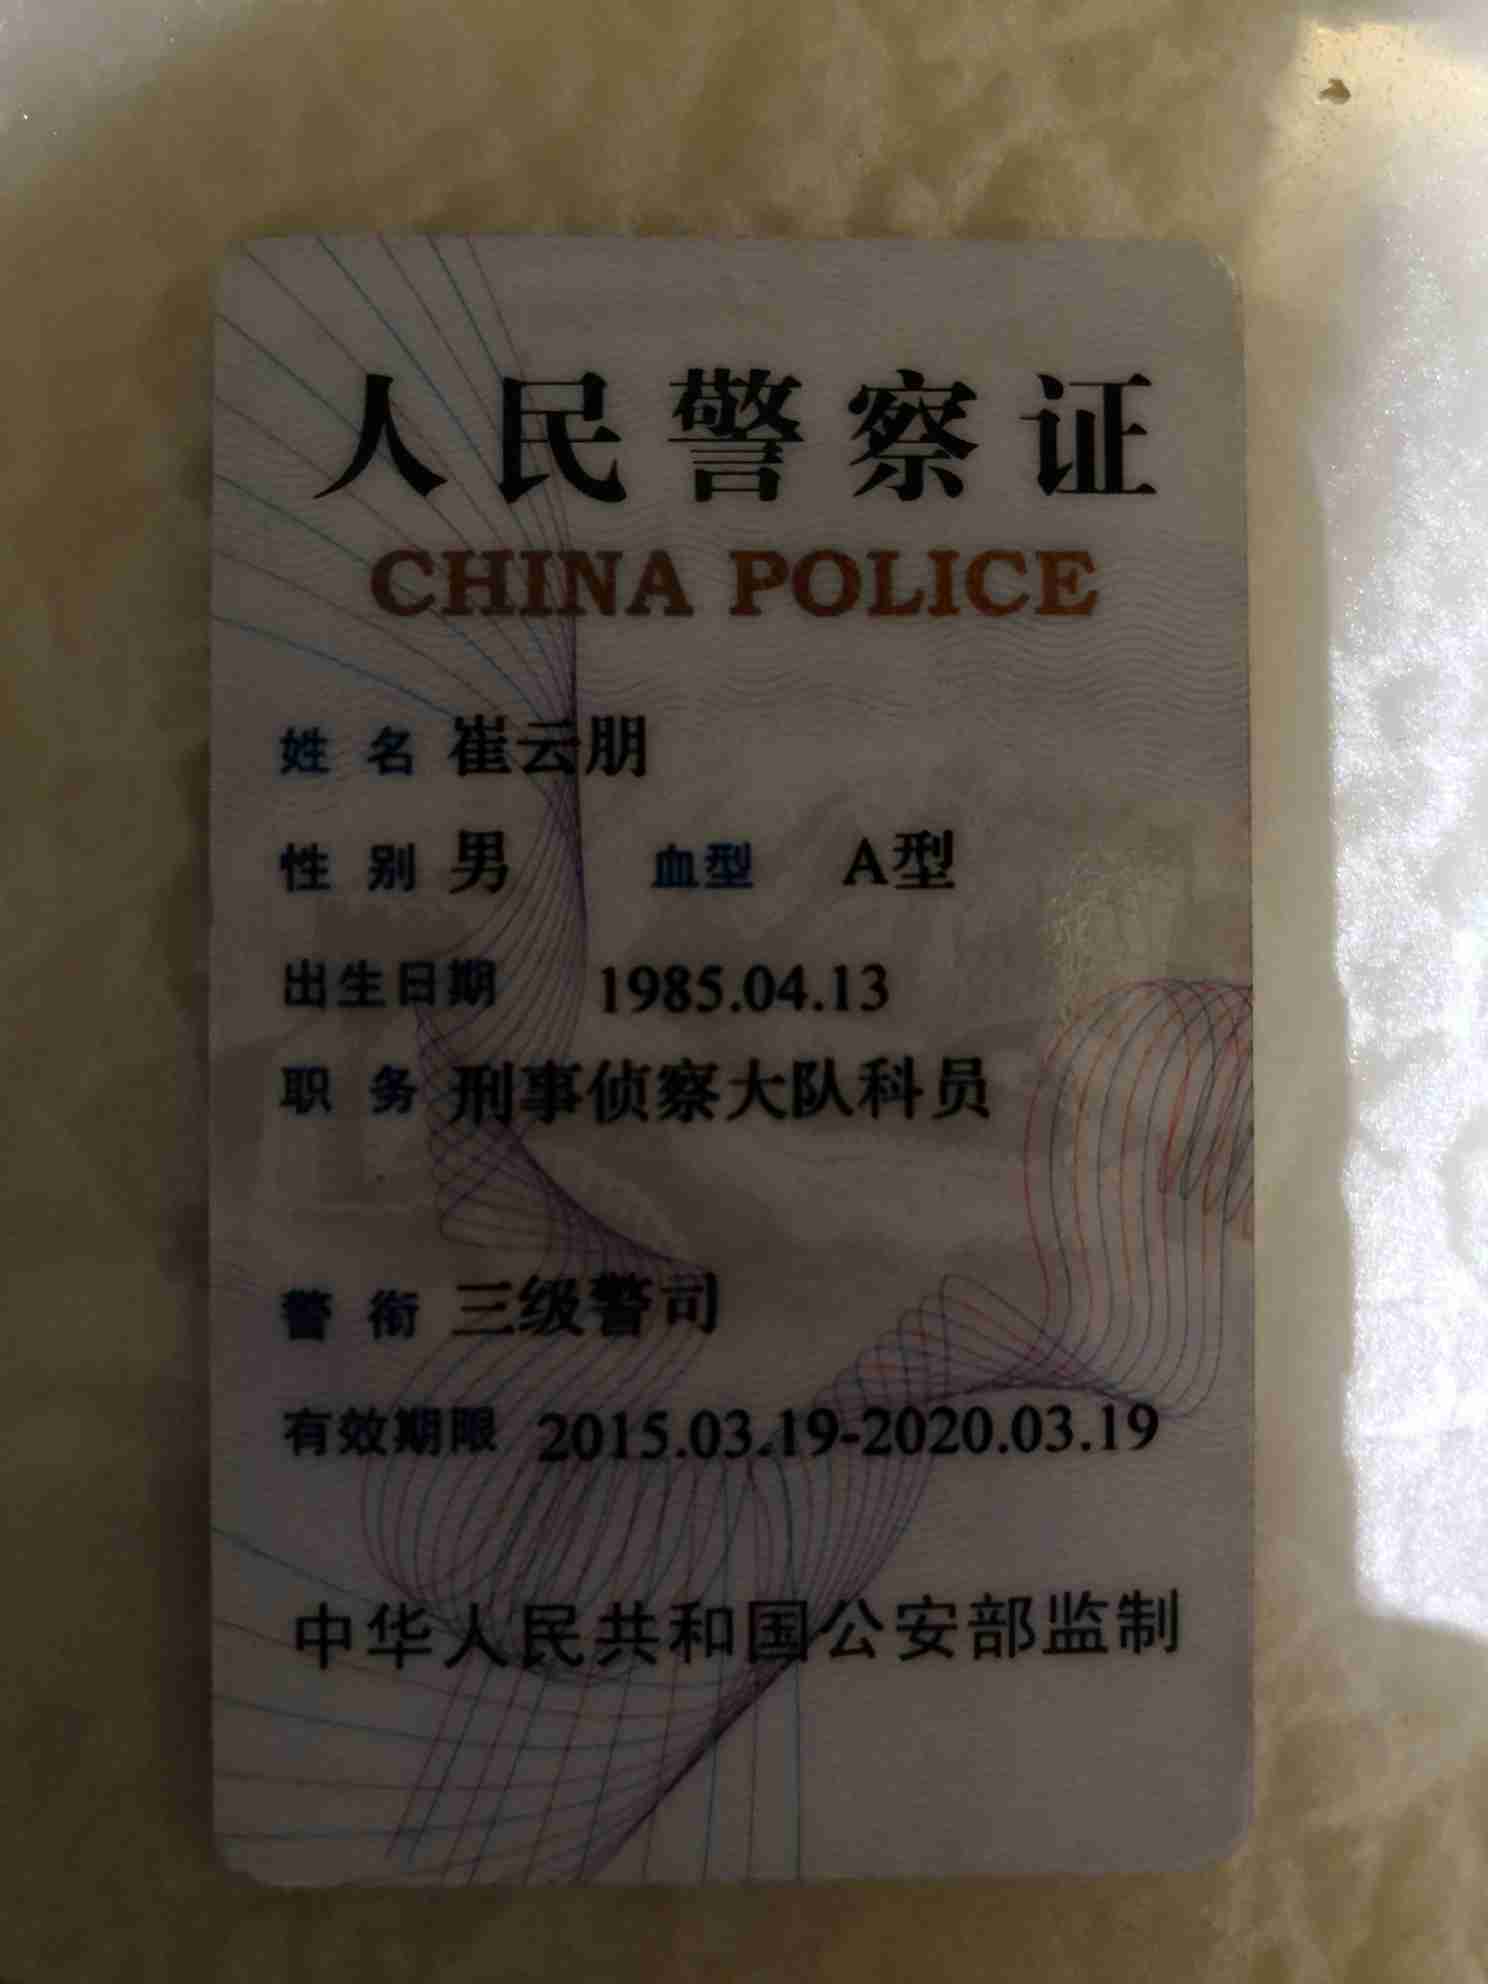 人民警察证
CHINA POLICE
姓 名 崔云朋
性 别 男 血型 A型
出生日期 1985.04.13
职 务 刑事侦察大队科员
警 衔 三级警司
有效期限 2015.03.19-2020.03.19
中华人民共和国公安部监制